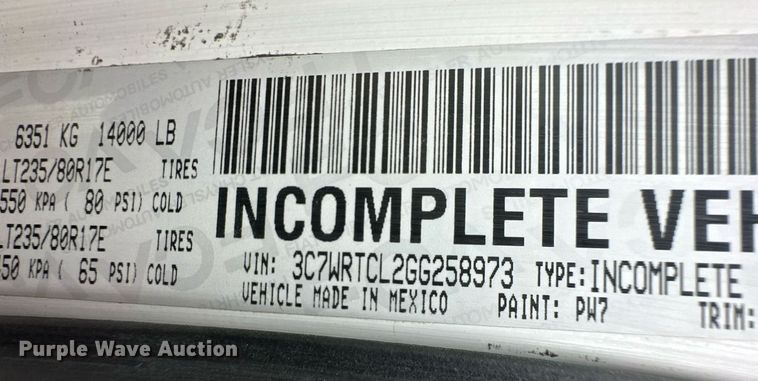 6351 KG 14000 LB
LT235/80R17E TIRES
550 KPA ( 80 PSI) COLD
LT235/80R17E TIRES
450 KPA ( 65 PSI) COLD
INCOMPLETE VEH
VIN: 3C7WRTCL2GG258973 TYPE:INCOMPLETE
VEHICLE MADE IN MEXICO PAINT: PW7 TRIM:
Purple Wave Auction